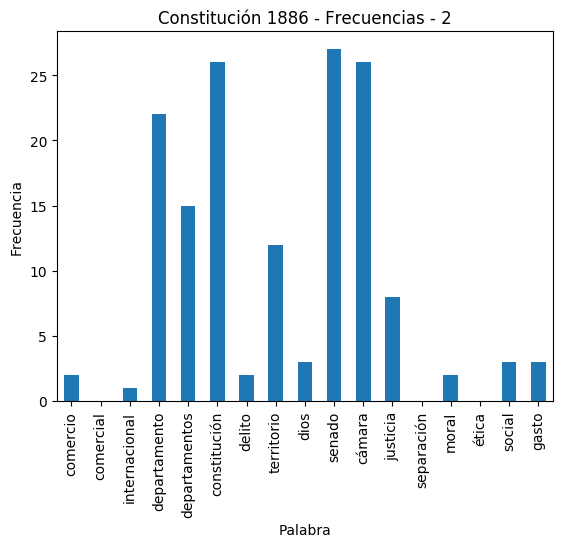 Constitución 1886 - Frecuencias - 2
Frecuencia
25
20
15
10
5
0
comercio
comercial
internacional
departamento
departamentos
constitución
delito
territorio
dios
senado
cámara
justicia
separación
moral
ética
social
gasto
Palabra